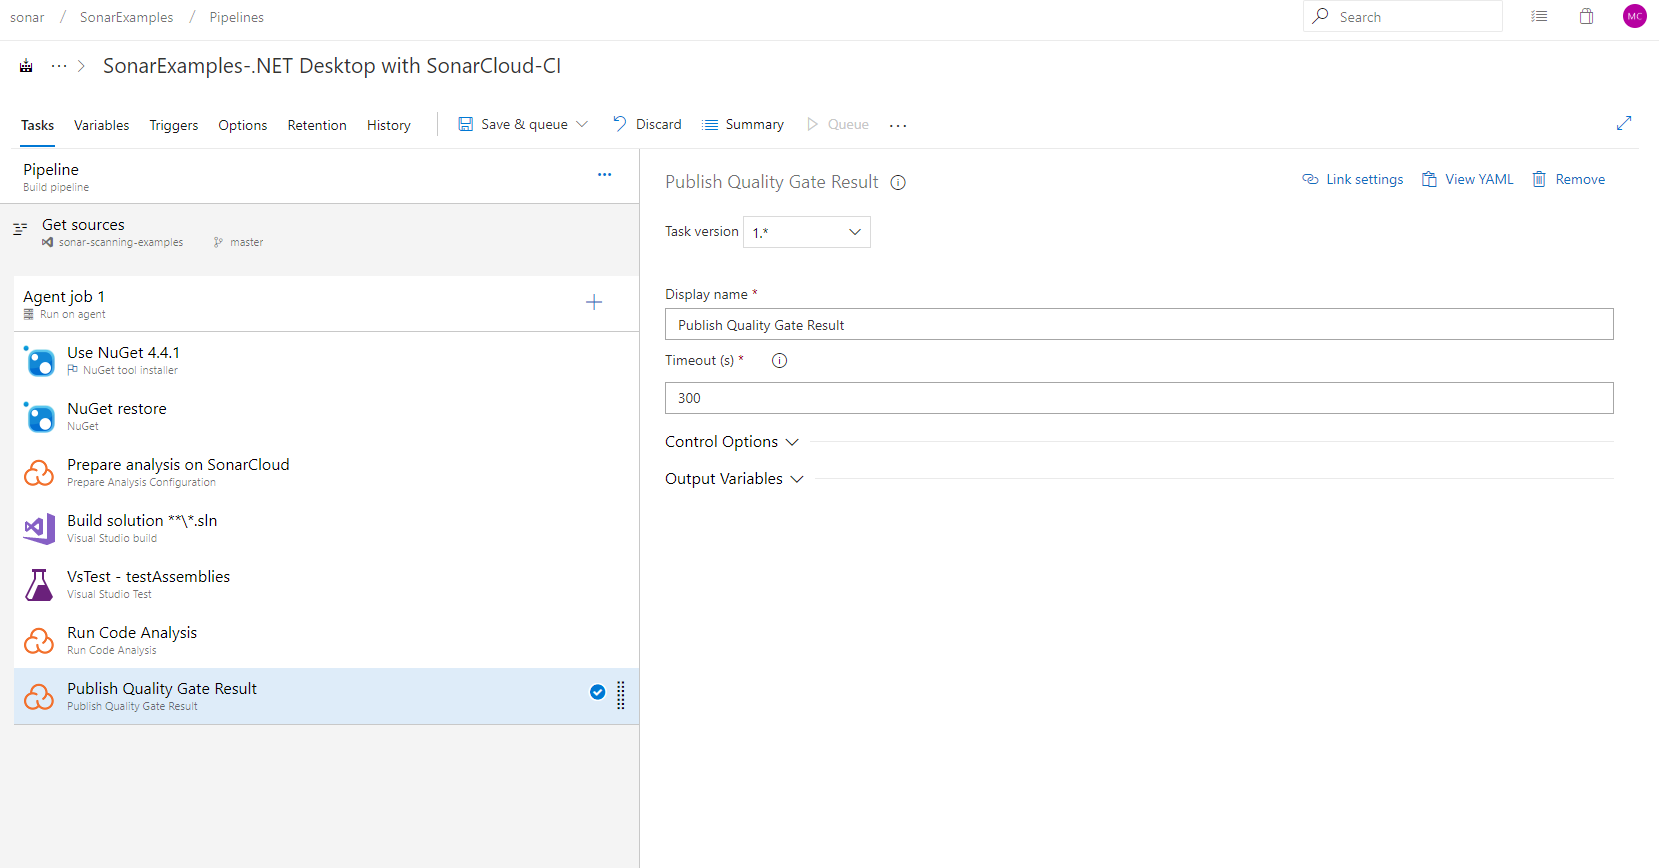 sonar / SonarExamples / Pipelines
Search
MC
··· > SonarExamples-.NET Desktop with SonarCloud-CI
Tasks Variables Triggers Options Retention History Save & queue Discard Summary Queue ...
Pipeline
Build pipeline
Get sources
sonar-scanning-examples master
Agent job 1
Run on agent
Use NuGet 4.4.1
NuGet tool installer
NuGet restore
NuGet
Prepare analysis on SonarCloud
Prepare Analysis Configuration
Build solution **\*.sln
Visual Studio build
VsTest - testAssemblies
Visual Studio Test
Run Code Analysis
Run Code Analysis
Publish Quality Gate Result
Publish Quality Gate Result
Publish Quality Gate Result
Link settings View YAML Remove
Task version 1.*
Display name *
Publish Quality Gate Result
Timeout (s) *
300
Control Options
Output Variables